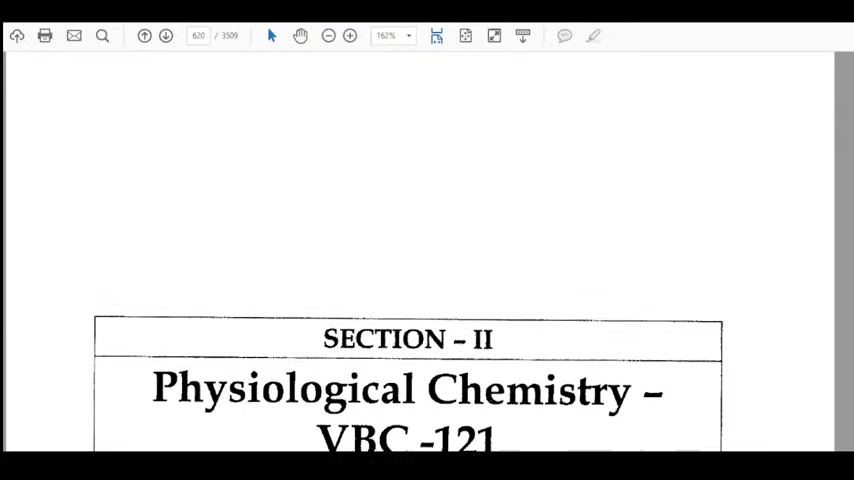 620 / 3509 162%
SECTION – II
Physiological Chemistry –
VBC -121